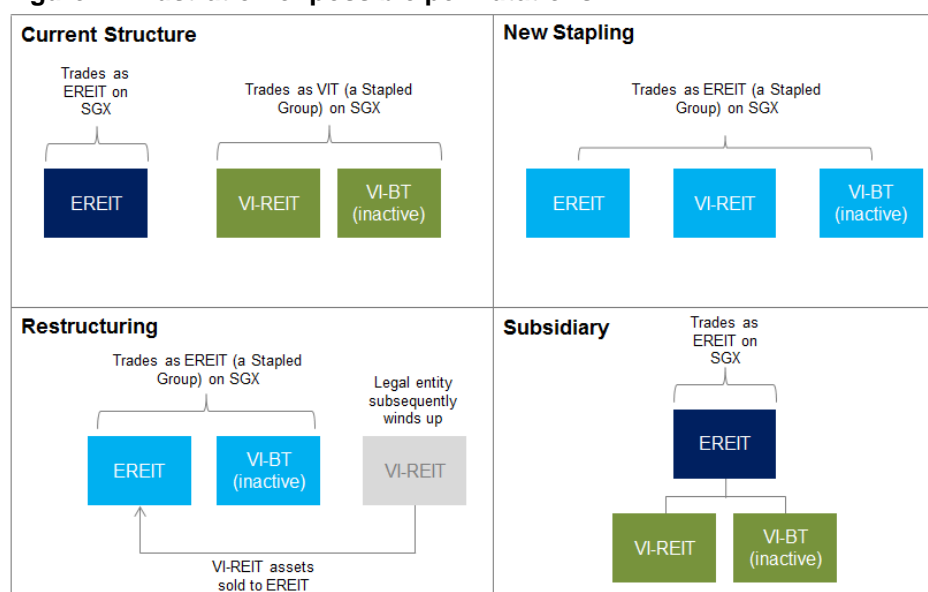 Current Structure
Trades as
EREIT on
SGX
Trades as VIT (a Stapled
Group) on SGX
EREIT
VI-REIT
VI-BT
(inactive)
New Stapling
Trades as EREIT (a Stapled
Group) on SGX
EREIT
VI-REIT
VI-BT
(inactive)
Restructuring
Trades as EREIT (a Stapled
Group) on SGX
Legal entity
subsequently
winds up
EREIT
VI-BT
(inactive)
VI-REIT
VI-REIT assets
sold to EREIT
Subsidiary
Trades as
EREIT on
SGX
EREIT
VI-REIT
VI-BT
(inactive)